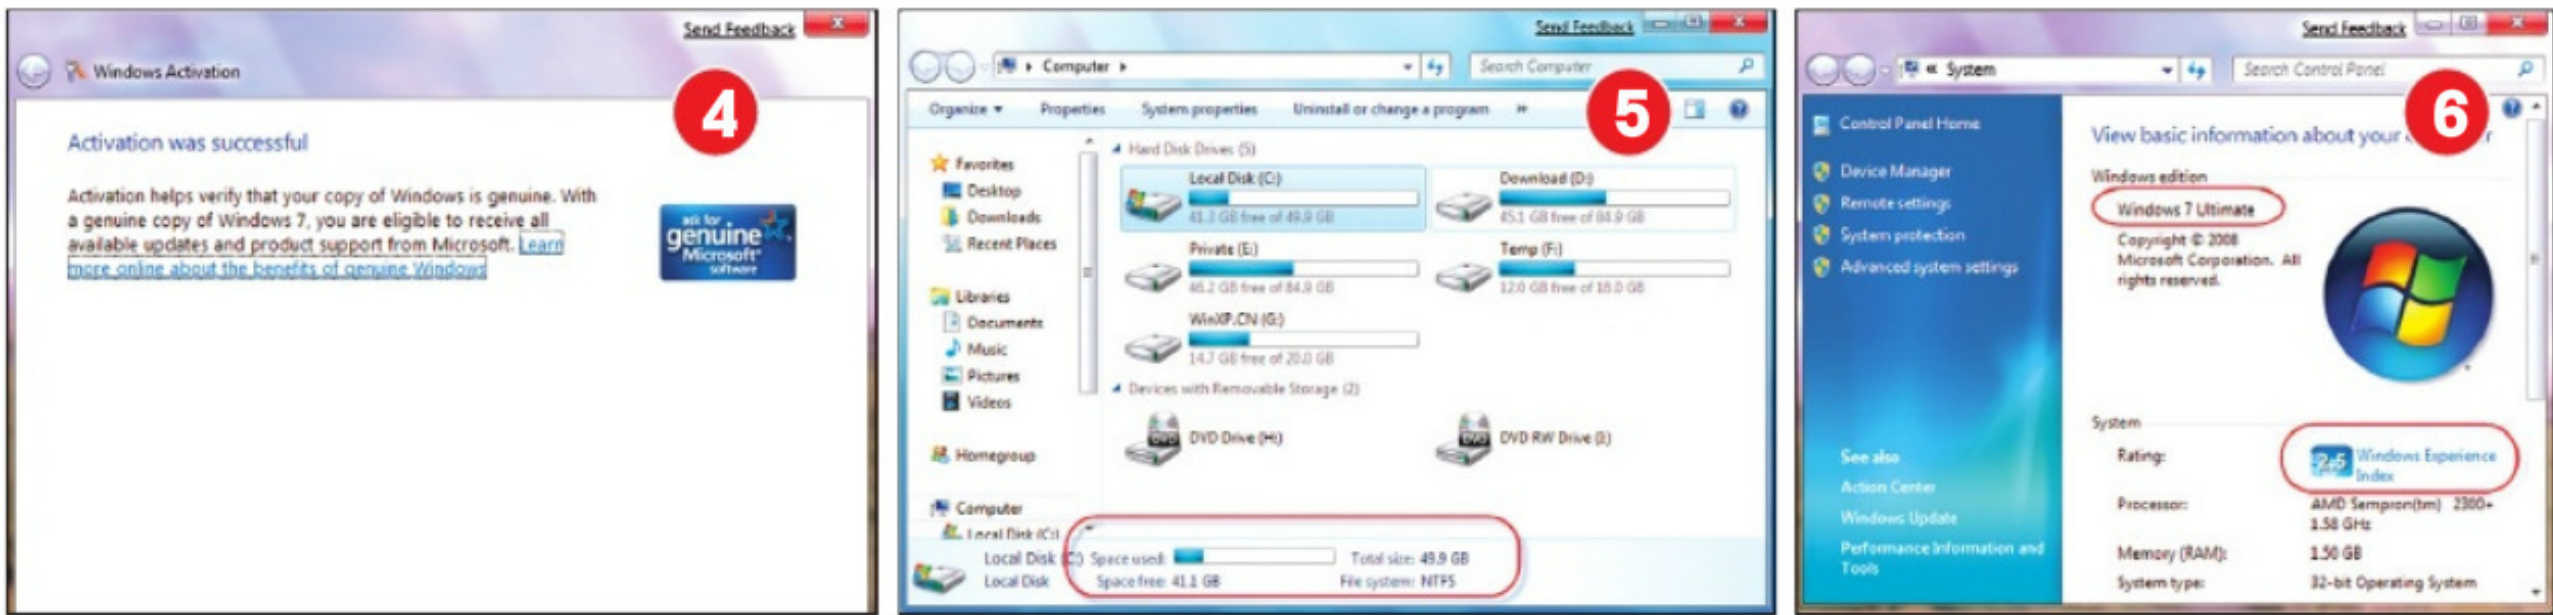 Send Feedback
Windows Activation
4
Activation was successful
Activation helps verify that your copy of Windows is genuine. With
a genuine copy of Windows 7, you are eligible to receive all
available updates and product support from Microsoft. Learn
more online about the benefits of genuine Windows
ask for
genuine
Microsoft
software
Send Feedback
Computer
Search Computer
5
Organize
Properties
System properties
Uninstall or change a program
»
Favorites
Desktop
Downloads
Recent Places
Libraries
Documents
Music
Pictures
Videos
Homegroup
Computer
Local Disk (C:)
Hard Disk Drives (5)
Local Disk (C:)
41.3 GB free of 49.9 GB
Download (D:)
45.1 GB free of 84.9 GB
Private (E:)
46.2 GB free of 84.9 GB
Temp (F:)
12.0 GB free of 18.0 GB
WinXP.CN (G:)
14.7 GB free of 20.0 GB
Devices with Removable Storage (2)
DVD
DVD Drive (H:)
DVD
DVD RW Drive (I:)
Local Disk (C:) Space used: Total size: 49.9 GB
Local Disk Space free: 41.1 GB File system: NTFS
Send Feedback
« System
Search Control Panel
6
Control Panel Home
Device Manager
Remote settings
System protection
Advanced system settings
See also
Action Center
Windows Update
Performance Information and
Tools
View basic information about your
Windows edition
Windows 7 Ultimate
Copyright © 2008
Microsoft Corporation. All
rights reserved.
System
Rating: 2.5 Windows Experience
Index
Processor: AMD Sempron(tm) 2300+
1.58 GHz
Memory (RAM): 1.50 GB
System type: 32-bit Operating System